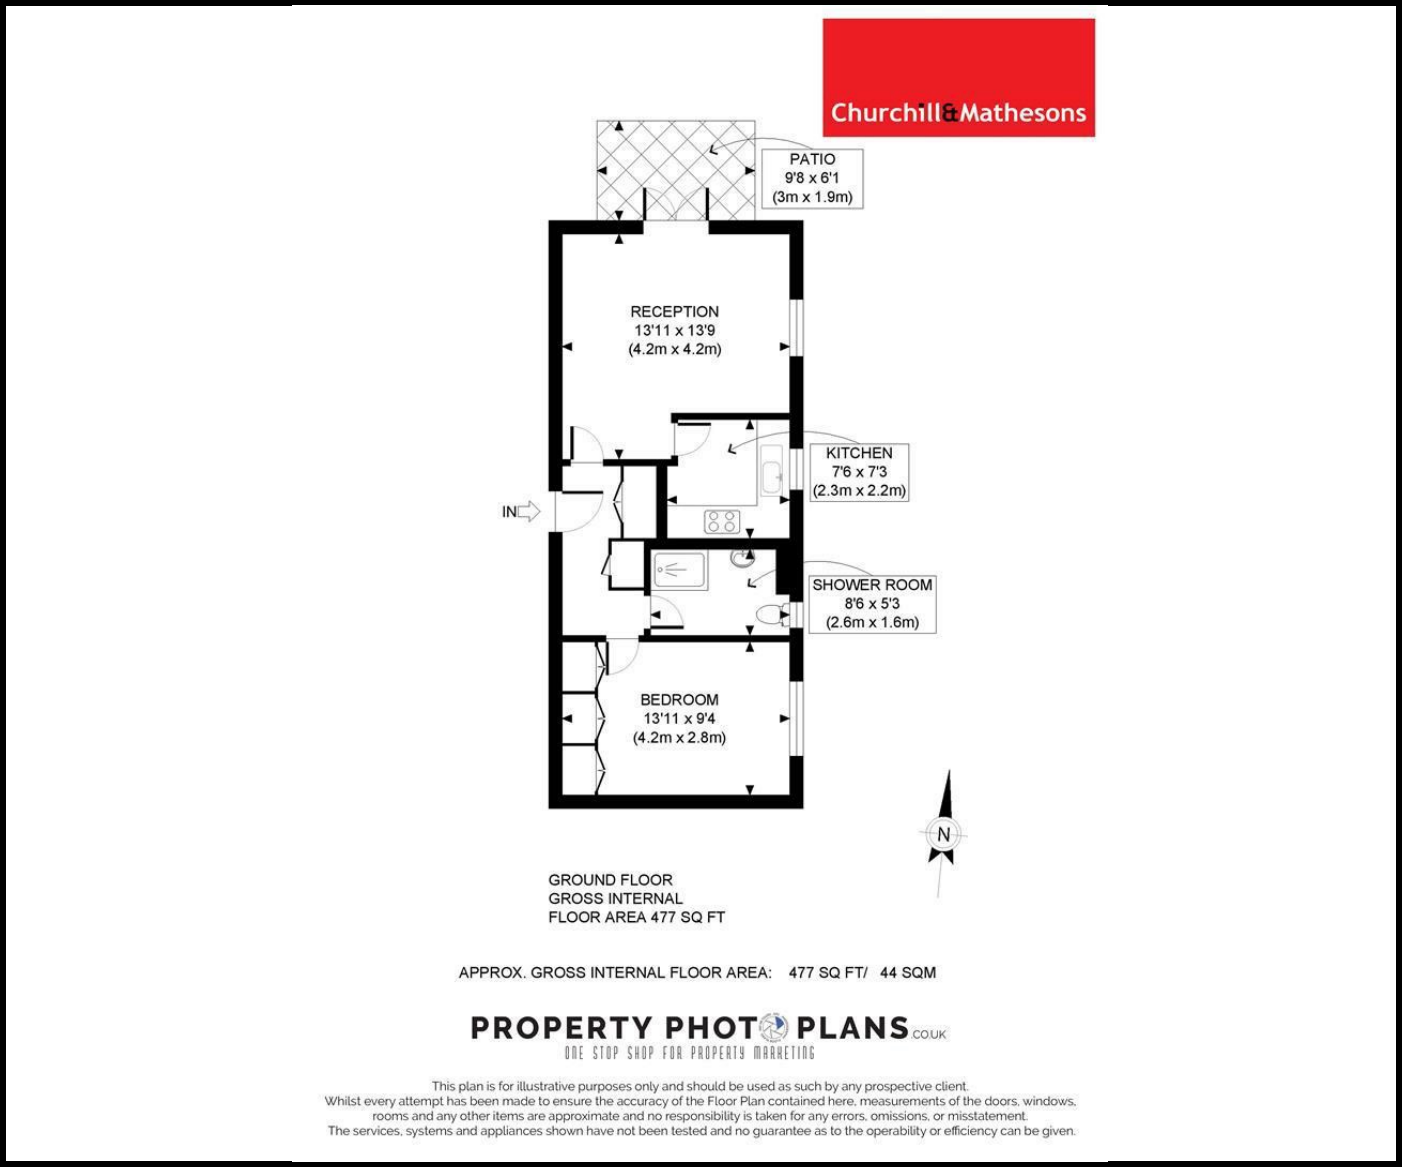 Churchill&Mathesons
PATIO
9'8 x 6'1
(3m x 1.9m)
RECEPTION
13'11 x 13'9
(4.2m x 4.2m)
KITCHEN
7'6 x 7'3
(2.3m x 2.2m)
IN
SHOWER ROOM
8'6 x 5'3
(2.6m x 1.6m)
BEDROOM
13'11 x 9'4
(4.2m x 2.8m)
N
GROUND FLOOR
GROSS INTERNAL
FLOOR AREA 477 SQ FT
APPROX. GROSS INTERNAL FLOOR AREA: 477 SQ FT/ 44 SQM
PROPERTY PHOTO PLANS.CO.UK
ONE STOP SHOP FOR PROPERTY MARKETING
This plan is for illustrative purposes only and should be used as such by any prospective client.
Whilst every attempt has been made to ensure the accuracy of the Floor Plan contained here, measurements of the doors, windows,
rooms and any other items are approximate and no responsibility is taken for any errors, omissions, or misstatement.
The services, systems and appliances shown have not been tested and no guarantee as to the operability or efficiency can be given.